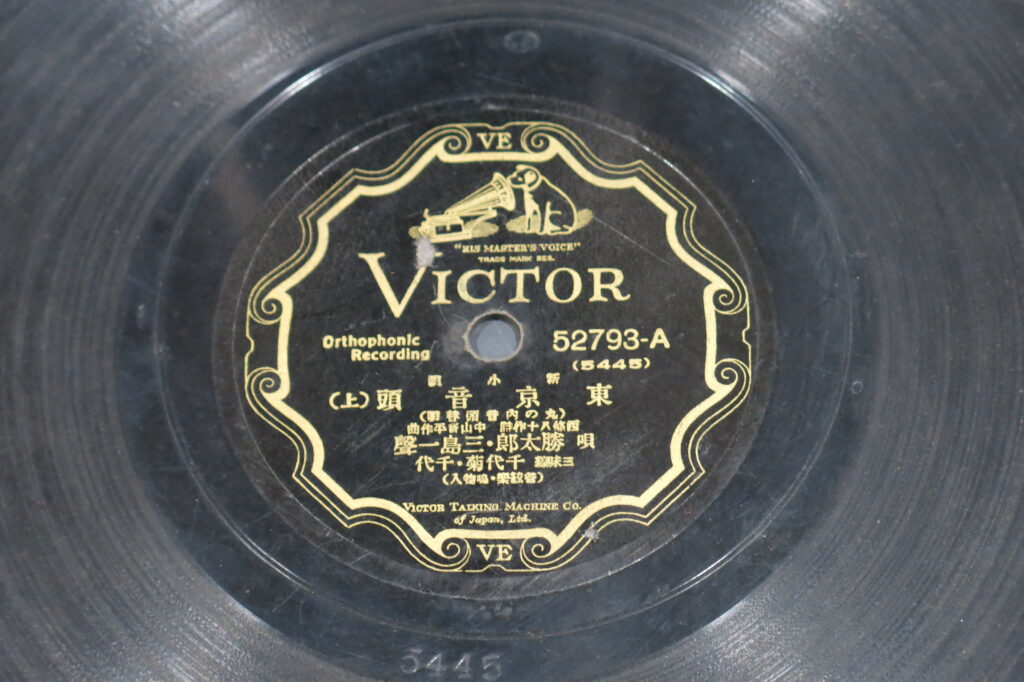 VE
"HIS MASTER'S VOICE"
TRADE MARK REG.
VICTOR
Orthophonic
Recording
52793-A
(5445)
新小唄
東京音頭(上)
(丸の内音頭替唄)
西條八十作詩 中山晋平作曲
唄 勝太郎・三島一聲
三味線 千代菊・千代
(管絃樂・鳴物入)
VICTOR TALKING MACHINE CO.
of Japan, Ltd.
VE
5445